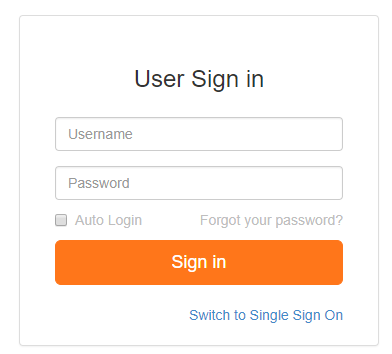 User Sign in
Username
Password
Auto Login Forgot your password?
Sign in
Switch to Single Sign On